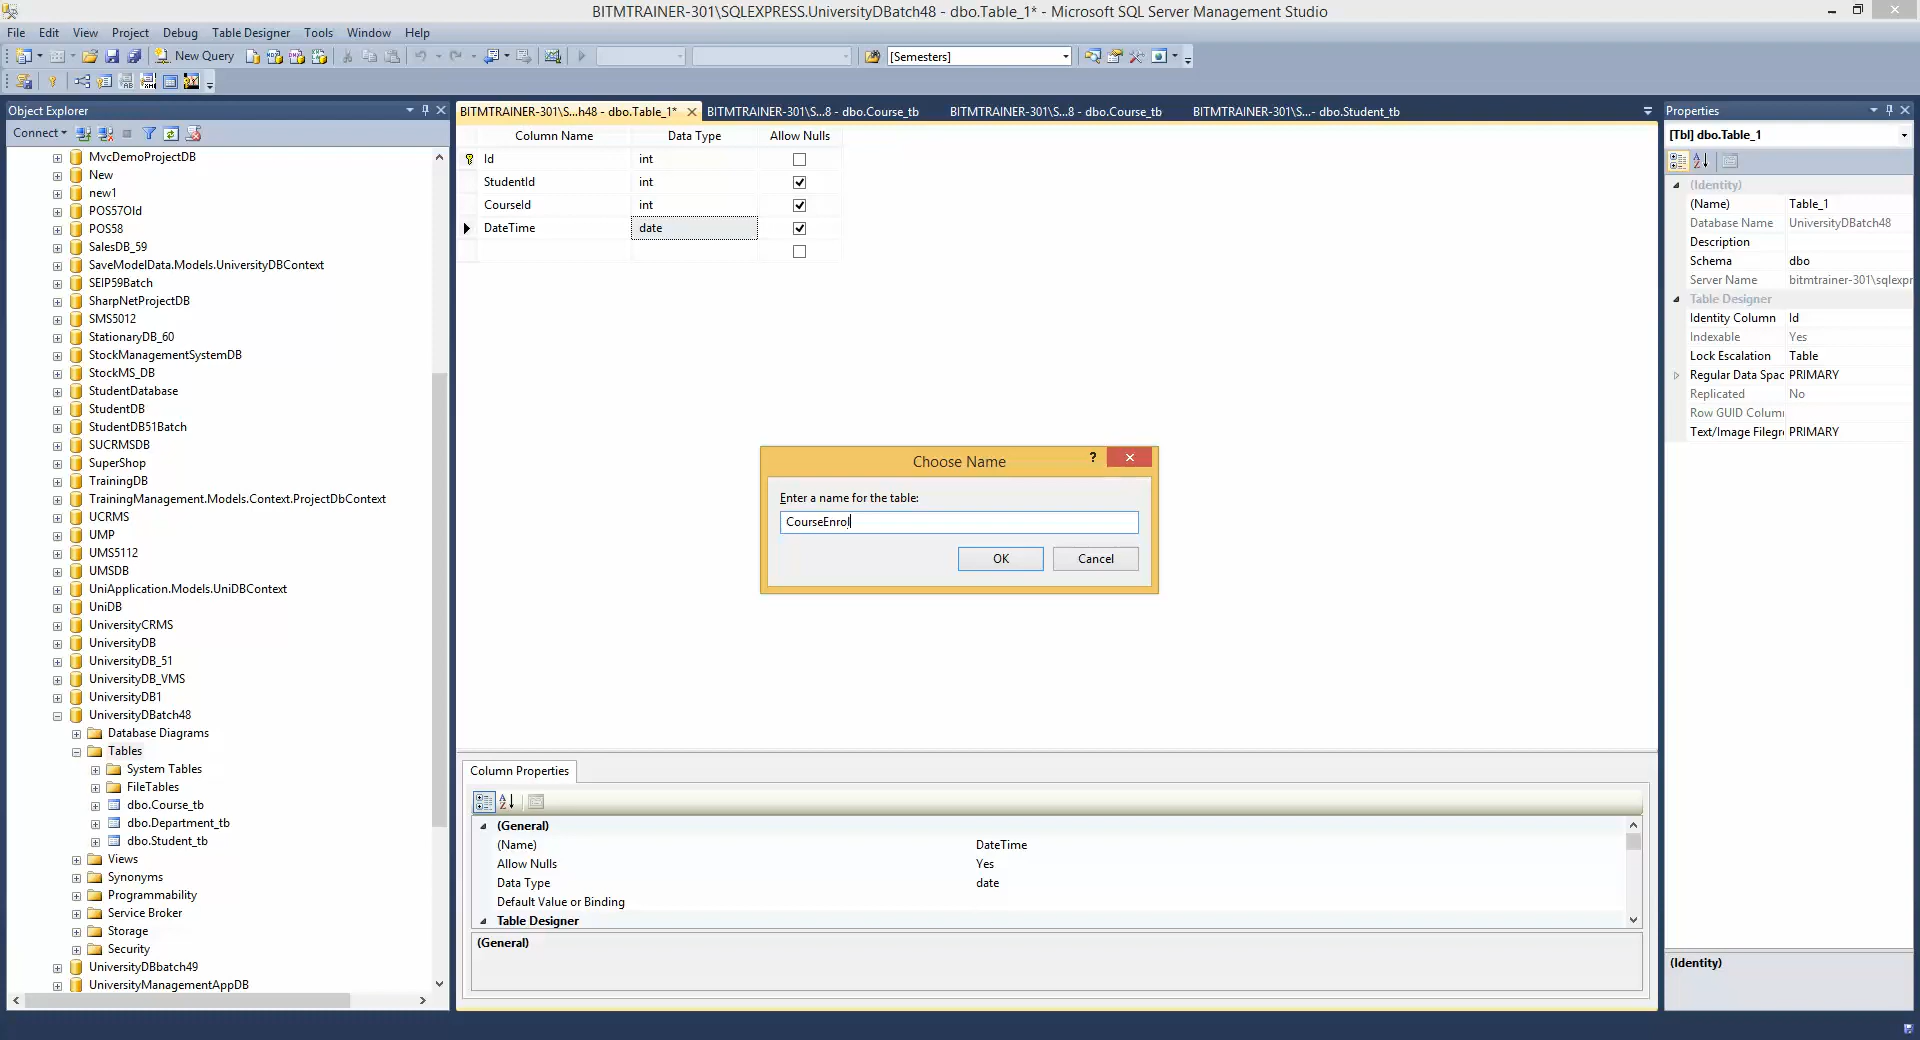 BITMTRAINER-301\SQLEXPRESS.UniversityDBatch48 - dbo.Table_1* - Microsoft SQL Server Management Studio
File Edit View Project Debug Table Designer Tools Window Help
New Query [Semesters]
Object Explorer
Connect
MvcDemoProjectDB
New
new1
POS57Old
POS58
SalesDB_59
SaveModelData.Models.UniversityDBContext
SEIP59Batch
SharpNetProjectDB
SMS5012
StationaryDB_60
StockManagementSystemDB
StockMS_DB
StudentDatabase
StudentDB
StudentDB51Batch
SUCRMSDB
SuperShop
TrainingDB
TrainingManagement.Models.Context.ProjectDbContext
UCRMS
UMP
UMS5112
UMSDB
UniApplication.Models.UniDBContext
UniDB
UniversityCRMS
UniversityDB
UniversityDB_51
UniversityDB_VMS
UniversityDB1
UniversityDBatch48
Database Diagrams
Tables
System Tables
FileTables
dbo.Course_tb
dbo.Department_tb
dbo.Student_tb
Views
Synonyms
Programmability
Service Broker
Storage
Security
UniversityDBbatch49
UniversityManagementAppDB
BITMTRAINER-301\S...h48 - dbo.Table_1* BITMTRAINER-301\S...8 - dbo.Course_tb BITMTRAINER-301\S...8 - dbo.Course_tb BITMTRAINER-301\S...- dbo.Student_tb
Column Name Data Type Allow Nulls
Id int
StudentId int
CourseId int
DateTime date
Choose Name
?
Enter a name for the table:
CourseEnrol
OK Cancel
Column Properties
(General)
(Name) DateTime
Allow Nulls Yes
Data Type date
Default Value or Binding
Table Designer
(General)
Properties
[Tbl] dbo.Table_1
(Identity)
(Name) Table_1
Database Name UniversityDBatch48
Description
Schema dbo
Server Name bitmtrainer-301\sqlexpr
Table Designer
Identity Column Id
Indexable Yes
Lock Escalation Table
Regular Data Spac PRIMARY
Replicated No
Row GUID Colum
Text/Image Filegr PRIMARY
(Identity)